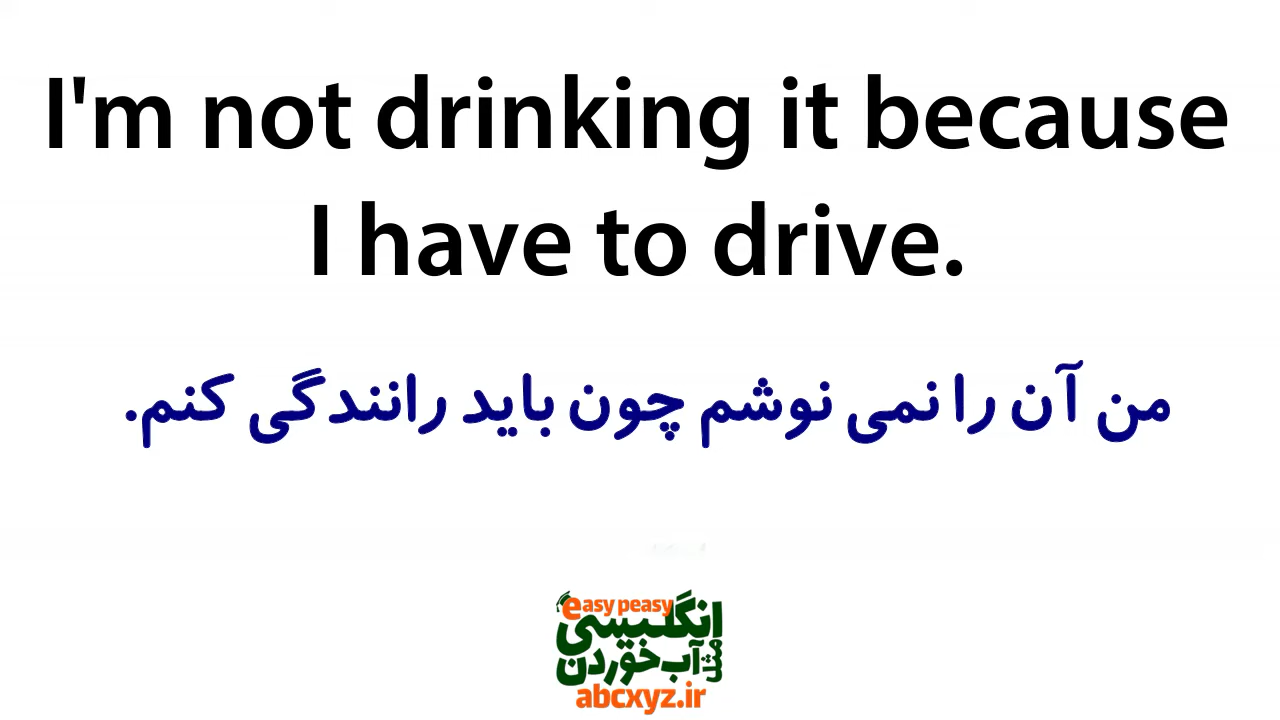 I'm not drinking it because
I have to drive.
من آن را نمی نوشم چون باید رانندگی کنم.
easy peasy
انگلیسی
مثل آب خوردن
abcxyz.ir